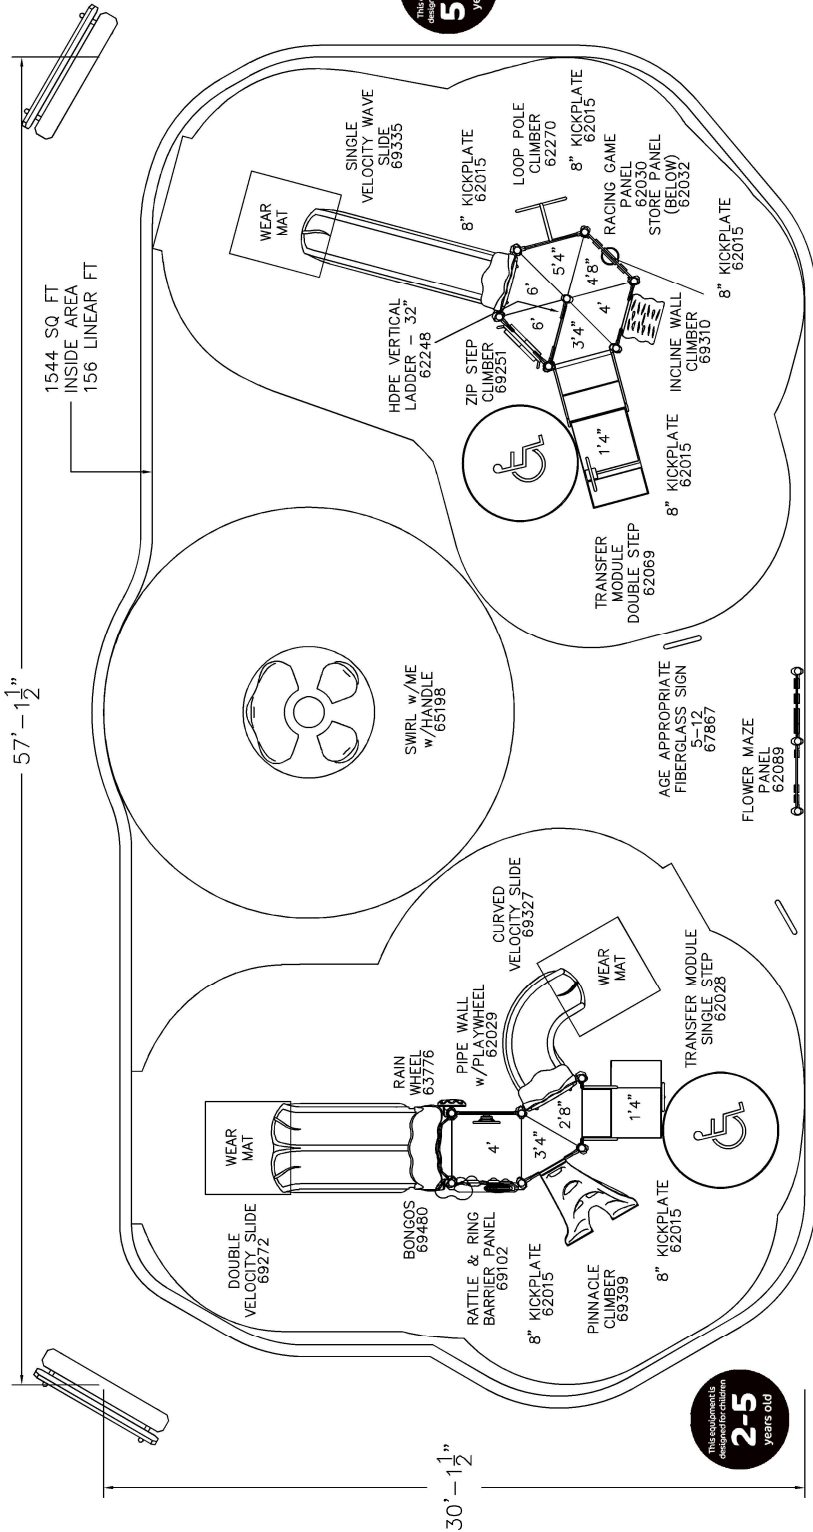 57'-1 1/2"
30'-1 1/2"
1544 SQ FT
INSIDE AREA
156 LINEAR FT
DOUBLE
VELOCITY SLIDE
69272
WEAR
MAT
BONGOS
69480
RAIN
WHEEL
63776
RATTLE & RING
BARRIER PANEL
69102
PIPE WALL
w/PLAYWHEEL
62029
8" KICKPLATE
62015
PINNACLE
CLIMBER
69399
8" KICKPLATE
62015
4'
3'4"
2'8"
1'4"
CURVED
VELOCITY SLIDE
69327
WEAR
MAT
TRANSFER MODULE
SINGLE STEP
62028
SWIRL w/ME
w/HANDLE
65198
AGE APPROPRIATE
FIBERGLASS SIGN
5-12
67867
FLOWER MAZE
PANEL
62089
WEAR
MAT
SINGLE
VELOCITY WAVE
SLIDE
69335
HDPE VERTICAL
LADDER - 32"
62248
ZIP STEP
CLIMBER
69251
8" KICKPLATE
62015
LOOP POLE
CLIMBER
62270
8" KICKPLATE
62015
RACING GAME
PANEL
62030
STORE PANEL
(BELOW)
62032
8" KICKPLATE
62015
6'
6'
5'4"
4'8"
4'
3'4"
1'4"
INCLINE WALL
CLIMBER
69310
8" KICKPLATE
62015
TRANSFER
MODULE
DOUBLE STEP
62069
This equipment is
designed for children
2-5
years old
This
design
5
ye